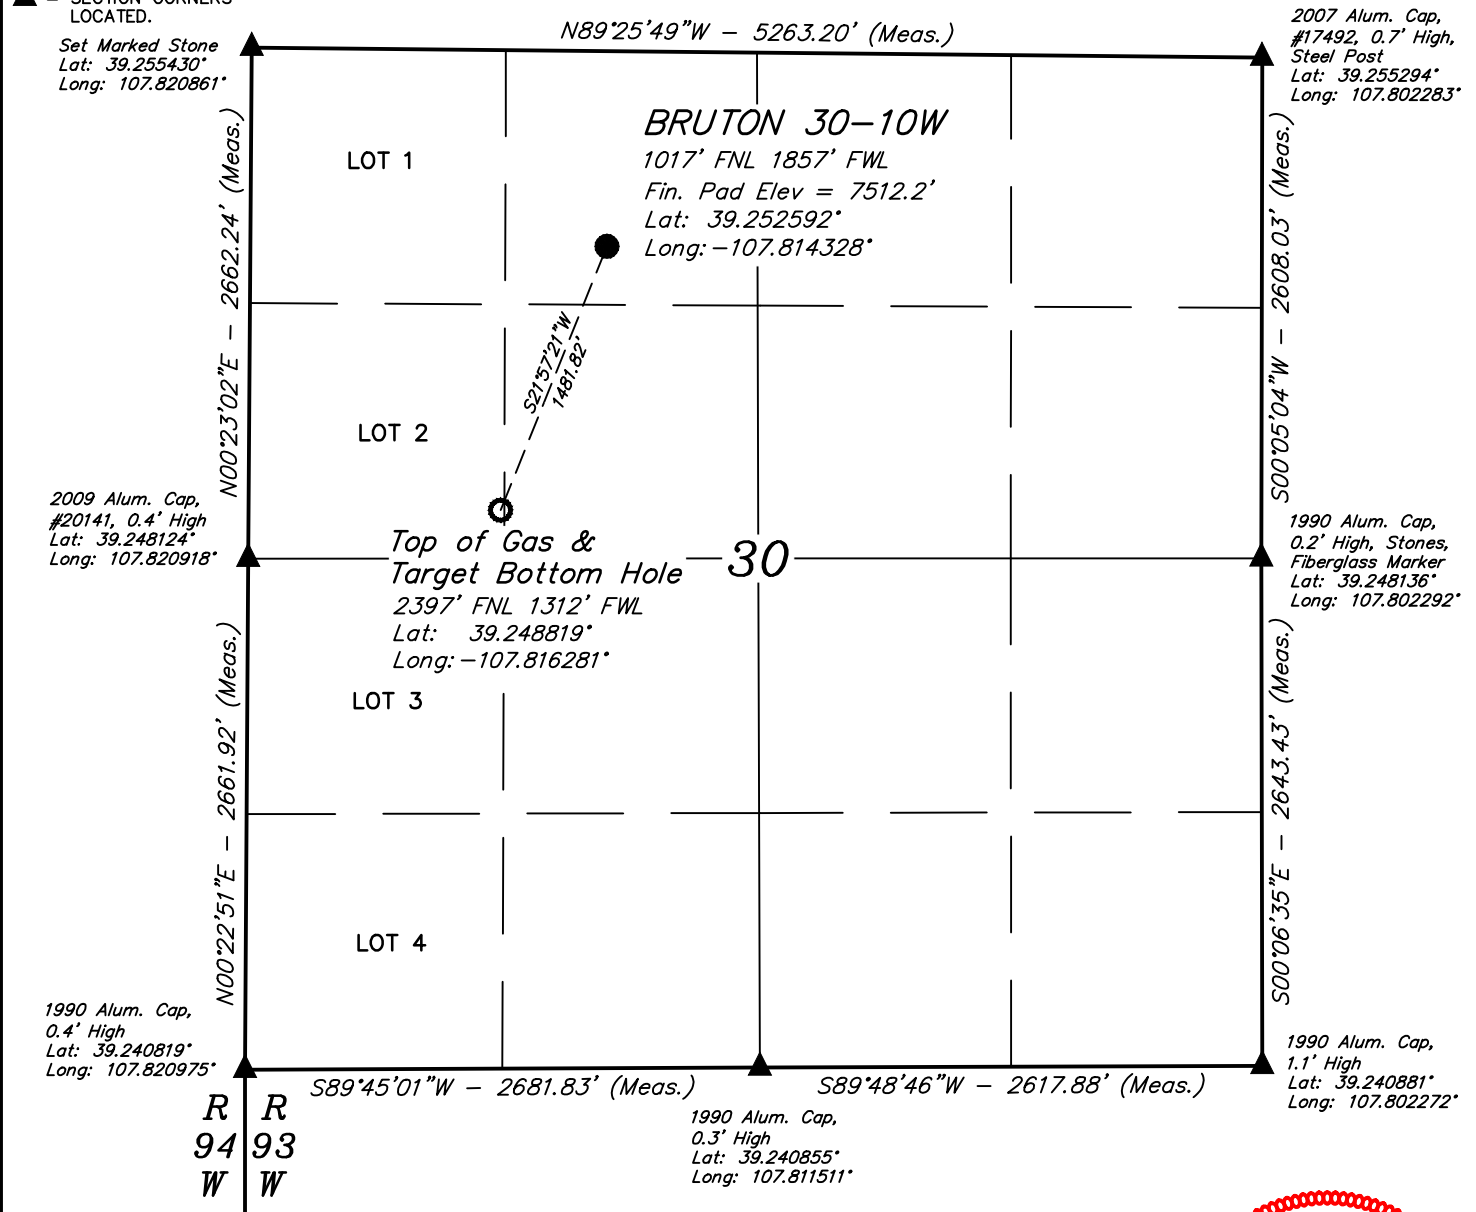 – SECTION CORNERS
LOCATED.
Set Marked Stone
Lat: 39.255430°
Long: 107.820861°
N89°25'49"W – 5263.20' (Meas.)
2007 Alum. Cap,
#17492, 0.7' High,
Steel Post
Lat: 39.255294°
Long: 107.802283°
BRUTON 30–10W
1017' FNL 1857' FWL
Fin. Pad Elev = 7512.2'
Lat: 39.252592°
Long: –107.814328°
LOT 1
N00°23'02"E – 2662.24' (Meas.)
S00°05'04"W – 2608.03' (Meas.)
S21°57'21"W
1481.82'
LOT 2
2009 Alum. Cap,
#20141, 0.4' High
Lat: 39.248124°
Long: 107.820918°
Top of Gas &
Target Bottom Hole
2397' FNL 1312' FWL
Lat: 39.248819°
Long: –107.816281°
30
1990 Alum. Cap,
0.2' High, Stones,
Fiberglass Marker
Lat: 39.248136°
Long: 107.802292°
LOT 3
N00°22'51"E – 2661.92' (Meas.)
S00°06'35"E – 2643.43' (Meas.)
LOT 4
1990 Alum. Cap,
0.4' High
Lat: 39.240819°
Long: 107.820975°
S89°45'01"W – 2681.83' (Meas.)
S89°48'46"W – 2617.88' (Meas.)
1990 Alum. Cap,
1.1' High
Lat: 39.240881°
Long: 107.802272°
1990 Alum. Cap,
0.3' High
Lat: 39.240855°
Long: 107.811511°
R R
94 93
W W